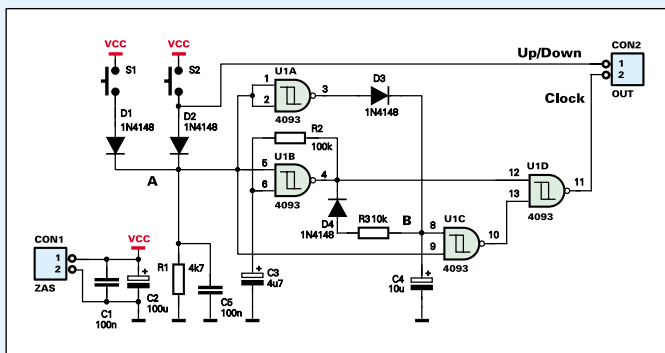 VCC
VCC
S1
S2
D1
1N4148
D2
1N4148
A
U1A
1
2
3
4093
D3
1N4148
Up/Down
CON2
1
2
OUT
Clock
R2
100k
U1B
5
6
4
4093
D4
1N4148
R310k
B
U1D
12
13
11
4093
U1C
8
9
10
4093
CON1
1
2
ZAS
VCC
C1
100n
+
C2
100u
R1
4k7
C5
100n
+
C3
4u7
+
C4
10u